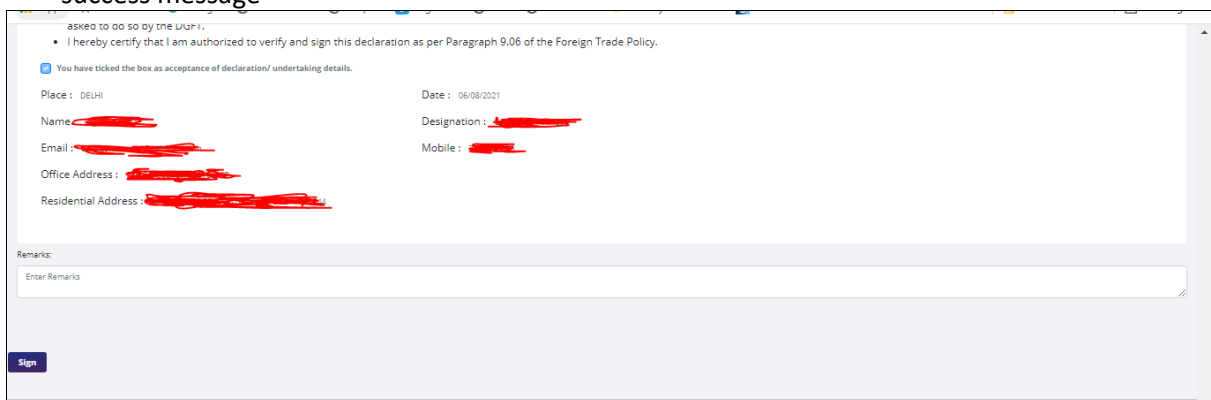 success message
asked to do so by the DGFT.
• I hereby certify that I am authorized to verify and sign this declaration as per Paragraph 9.06 of the Foreign Trade Policy.
You have ticked the box as acceptance of declaration/ undertaking details.
Place : DELHI Date : 06/08/2021
Name Designation :
Email : Mobile :
Office Address :
Residential Address :
Remarks:
Enter Remarks
Sign